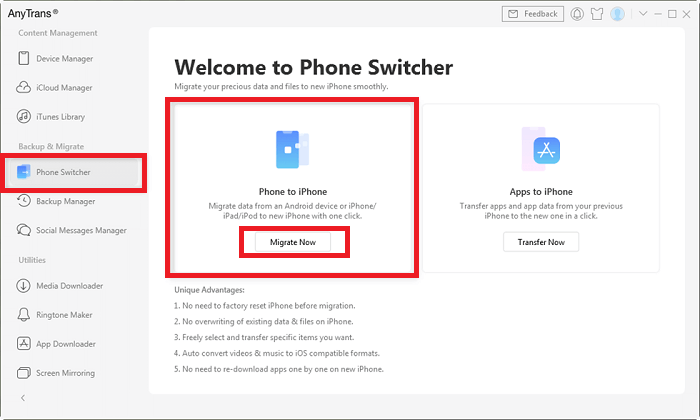 AnyTrans®
Feedback
Content Management
Device Manager
iCloud Manager
iTunes Library
Backup & Migrate
Phone Switcher
Backup Manager
Social Messages Manager
Utilities
Media Downloader
Ringtone Maker
App Downloader
Screen Mirroring
Welcome to Phone Switcher
Migrate your precious data and files to new iPhone smoothly.
Phone to iPhone
Migrate data from an Android device or iPhone/
iPad/iPod to new iPhone with one click.
Migrate Now
Apps to iPhone
Transfer apps and app data from your previous
iPhone to the new one in a click.
Transfer Now
Unique Advantages:
1. No need to factory reset iPhone before migration.
2. No overwriting of existing data & files on iPhone.
3. Freely select and transfer specific items you want.
4. Auto convert videos & music to iOS compatible formats.
5. No need to re-download apps one by one on new iPhone.